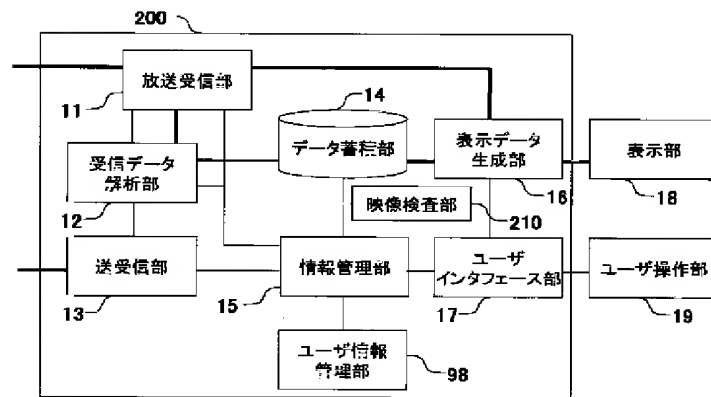 200
放送受信部
11
14
データ蓄積部
表示データ
生成部
16
表示部
18
受信データ
解析部
12
映像検査部
210
送受信部
13
情報管理部
15
ユーザ
インタフェース部
17
ユーザ操作部
19
ユーザ情報
管理部
98